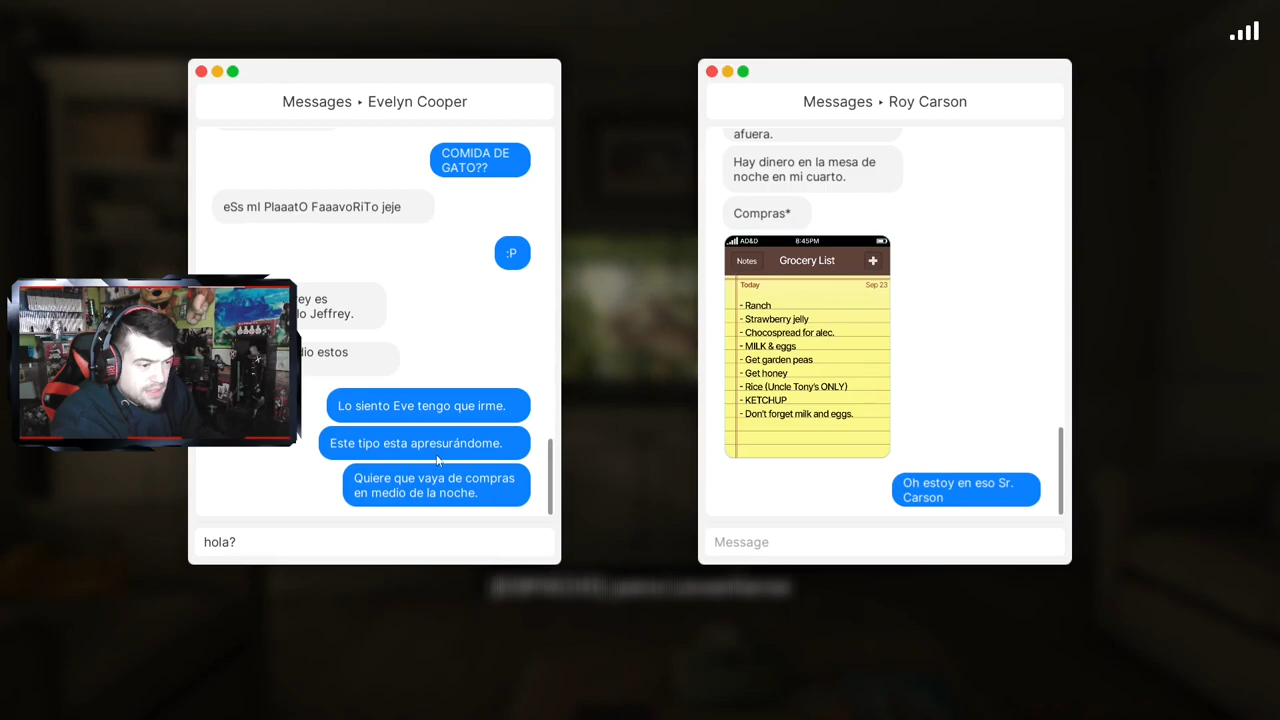 Messages ▸ Evelyn Cooper
COMIDA DE
GATO??
eSs mI PlaaatO FaaavoRiTo jeje
:P
rey es
lo Jeffrey.
dio estos
Lo siento Eve tengo que irme.
Este tipo esta apresurándome.
Quiere que vaya de compras
en medio de la noche.
hola?
Messages ▸ Roy Carson
afuera.
Hay dinero en la mesa de
noche en mi cuarto.
Compras*
AD&D 8:45PM
Notes Grocery List +
Today Sep 23
- Ranch
- Strawberry jelly
- Chocospread for alec.
- MILK & eggs
- Get garden peas
- Get honey
- Rice (Uncle Tony's ONLY)
- KETCHUP
- Don't forget milk and eggs.
Oh estoy en eso Sr.
Carson
Message